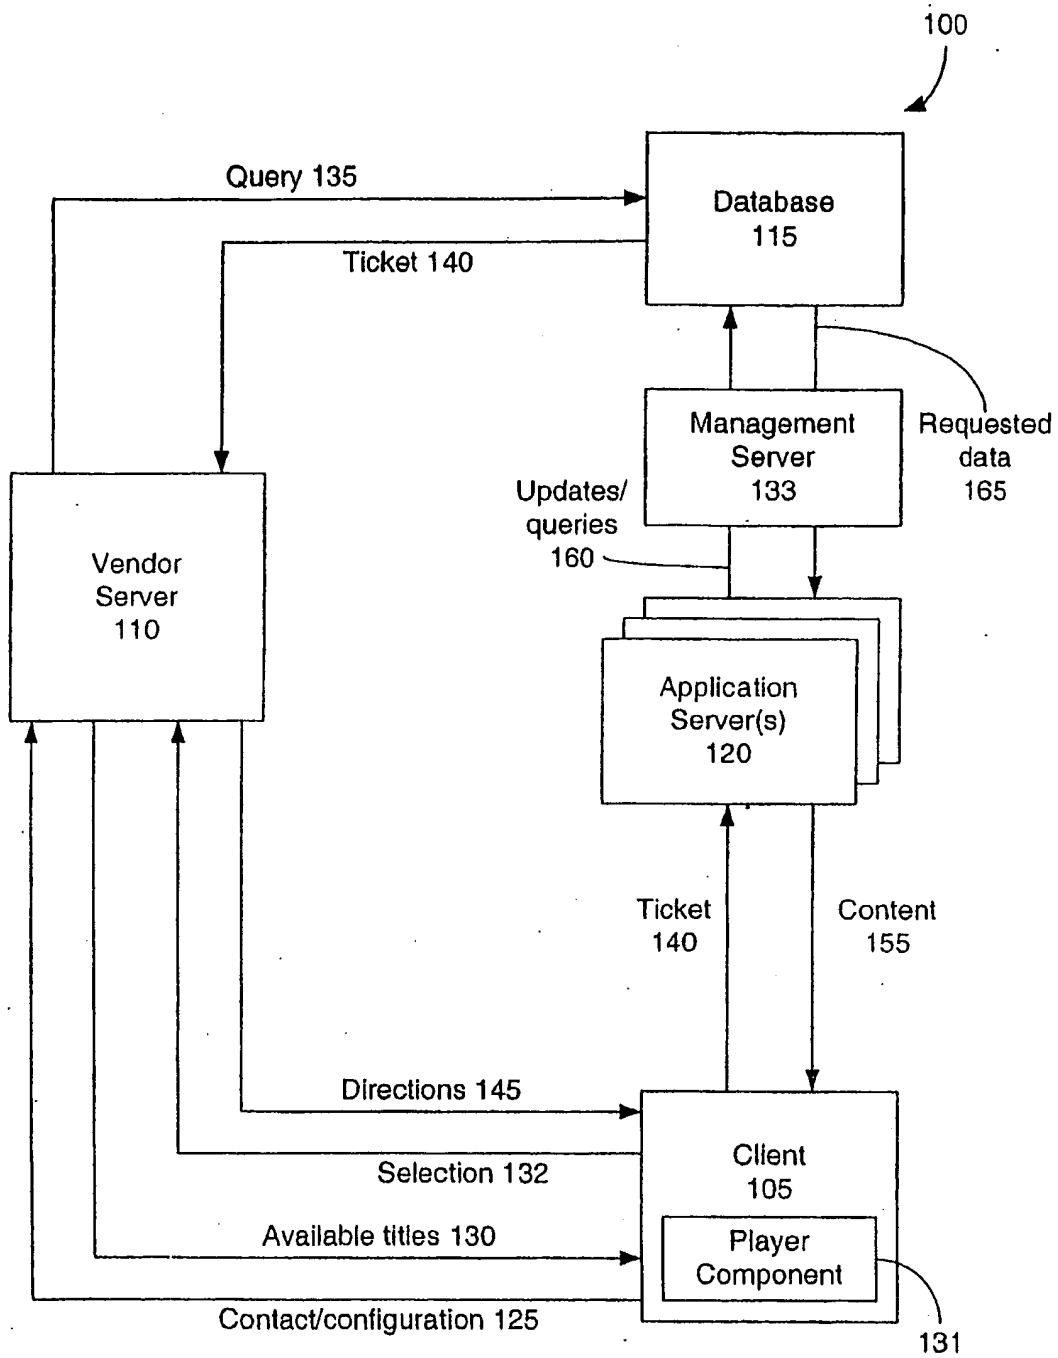 100
Query 135
Database
115
Ticket 140
Management
Server
133
Requested
data
165
Updates/
queries
160
Vendor
Server
110
Application
Server(s)
120
Ticket
140
Content
155
Directions 145
Client
105
Selection 132
Available titles 130
Player
Component
Contact/configuration 125
131